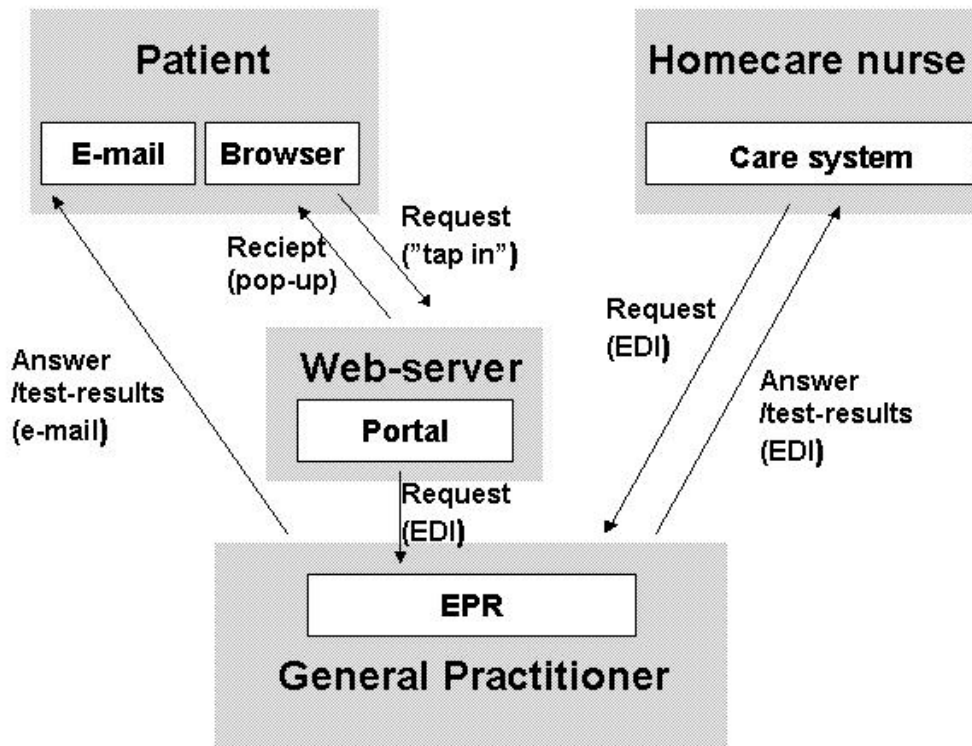 Patient
Homecare nurse
E-mail
Browser
Care system
Request
("tap in")
Reciept
(pop-up)
Request
(EDI)
Answer
/test-results
(e-mail)
Web-server
Portal
Answer
/test-results
(EDI)
Request
(EDI)
EPR
General Practitioner